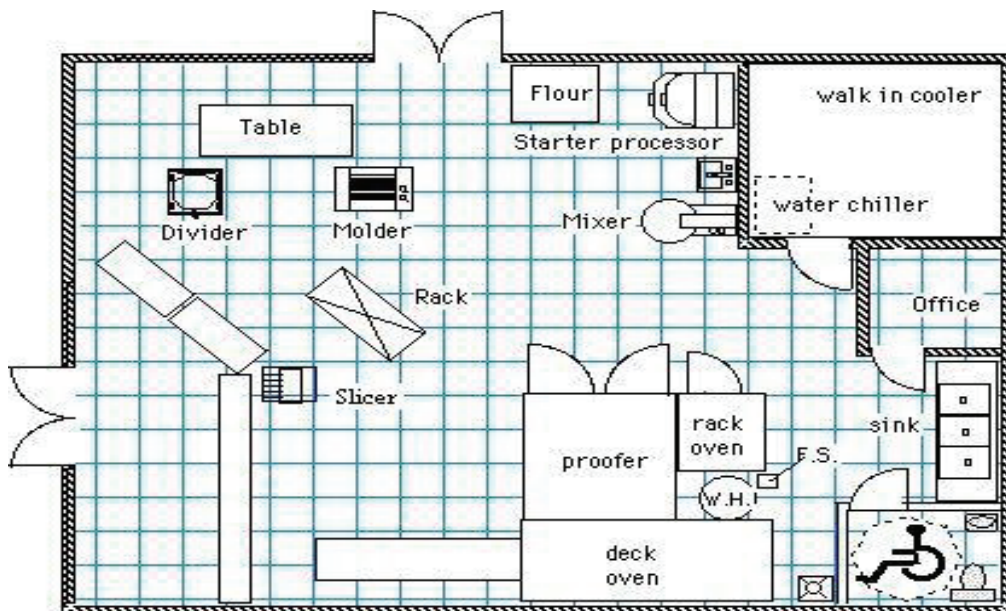 Flour
walk in cooler
Table
Starter processor
water chiller
Mixer
Divider
Molder
Rack
Office
Slicer
rack
oven
sink
proofer
F.S.
W.H.
deck
oven